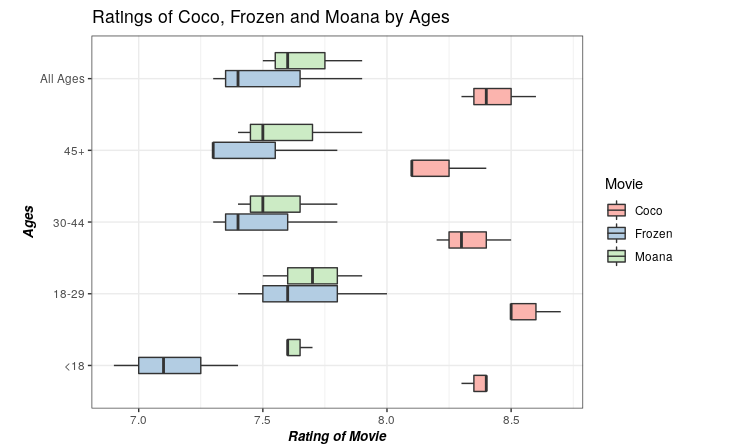 Ratings of Coco, Frozen and Moana by Ages
All Ages
45+
30-44
18-29
<18
Ages
7.0 7.5 8.0 8.5
Rating of Movie
Movie
Coco
Frozen
Moana